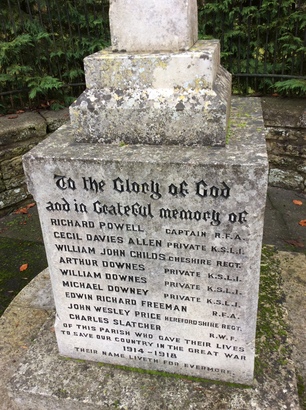 To the Glory of God
and in Grateful memory of
RICHARD POWELL CAPTAIN R.F.A.
CECIL DAVIES ALLEN PRIVATE K.S.L.I.
WILLIAM JOHN CHILDS CHESHIRE REGT.
ARTHUR DOWNES PRIVATE K.S.L.I.
WILLIAM DOWNES PRIVATE K.S.L.I.
MICHAEL DOWNEY PRIVATE K.S.L.I.
EDWIN RICHARD FREEMAN R.F.A.
JOHN WESLEY PRICE HEREFORDSHIRE REGT.
CHARLES SLATCHER R.W.F.
OF THIS PARISH WHO GAVE THEIR LIVES
TO SAVE OUR COUNTRY IN THE GREAT WAR
1914-1918
THEIR NAME LIVETH FOR EVERMORE.